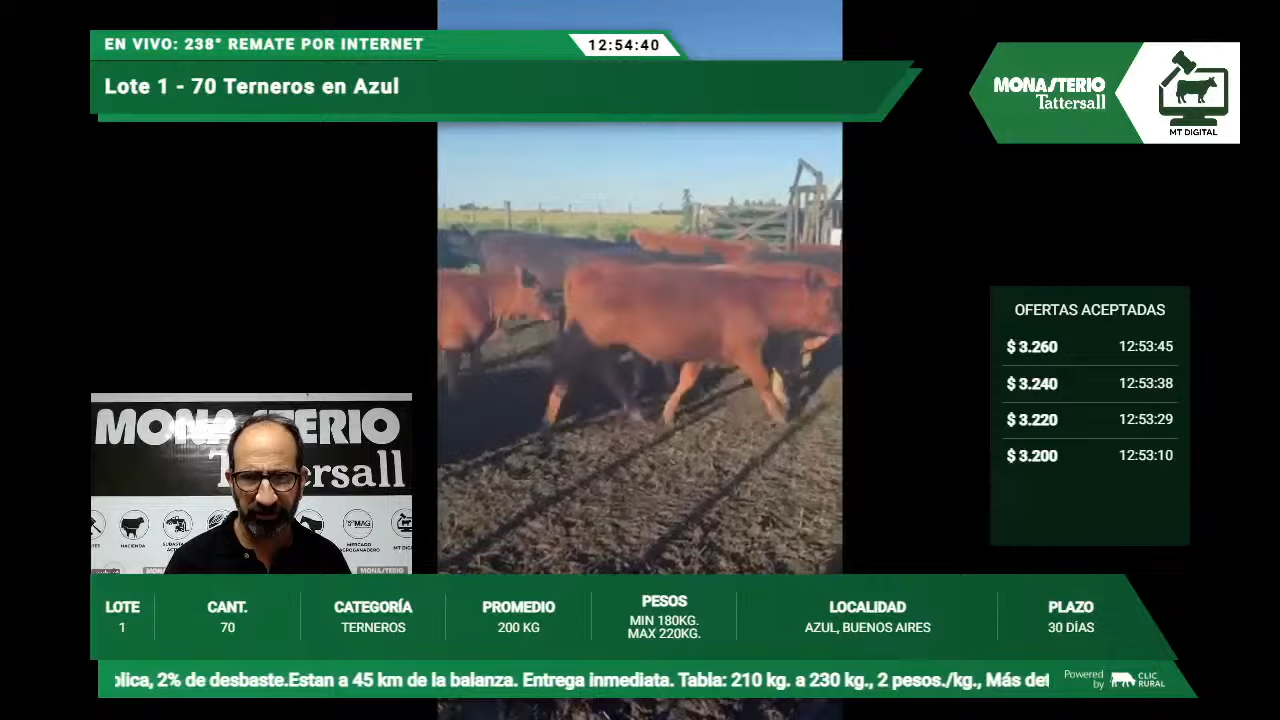 EN VIVO: 238° REMATE POR INTERNET
12:54:40
Lote 1 - 70 Terneros en Azul
MONASTERIO
Tattersall
MT DIGITAL
OFERTAS ACEPTADAS
$ 3.260 12:53:45
$ 3.240 12:53:38
$ 3.220 12:53:29
$ 3.200 12:53:10
HACIENDA
MERCADO
LOTE
1
CANT.
70
CATEGORÍA
TERNEROS
PROMEDIO
200 KG
PESOS
MIN 180KG.
MAX 220KG.
LOCALIDAD
AZUL, BUENOS AIRES
PLAZO
30 DÍAS
blica, 2% de desbaste.Estan a 45 km de la balanza. Entrega inmediata. Tabla: 210 kg. a 230 kg., 2 pesos./kg., Más det
Powered
by
CLIC
RURAL